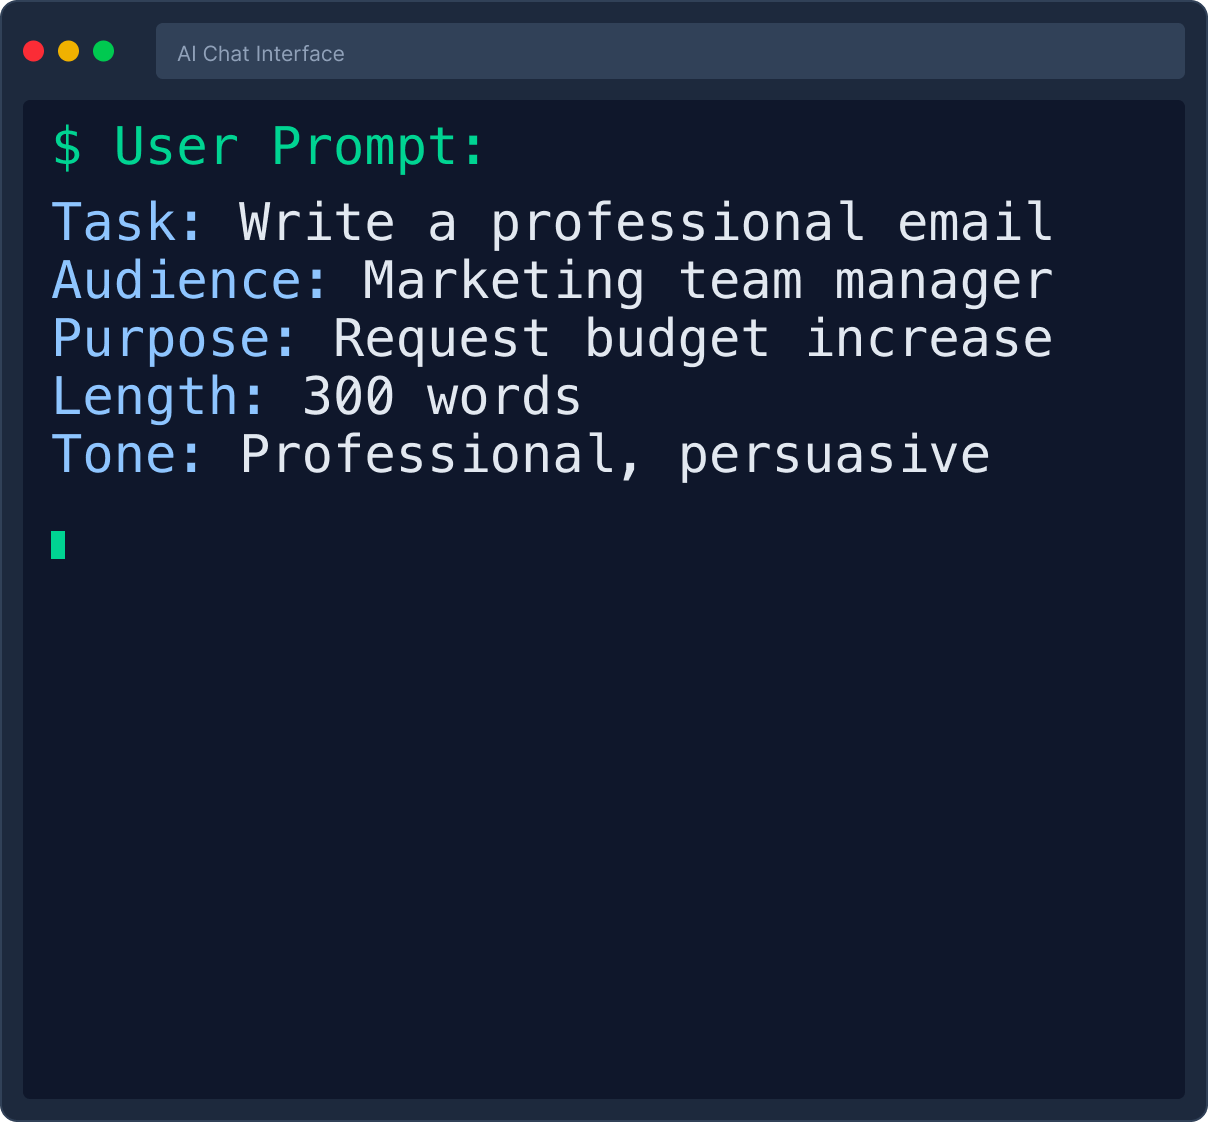 AI Chat Interface
$ User Prompt:
Task: Write a professional email
Audience: Marketing team manager
Purpose: Request budget increase
Length: 300 words
Tone: Professional, persuasive